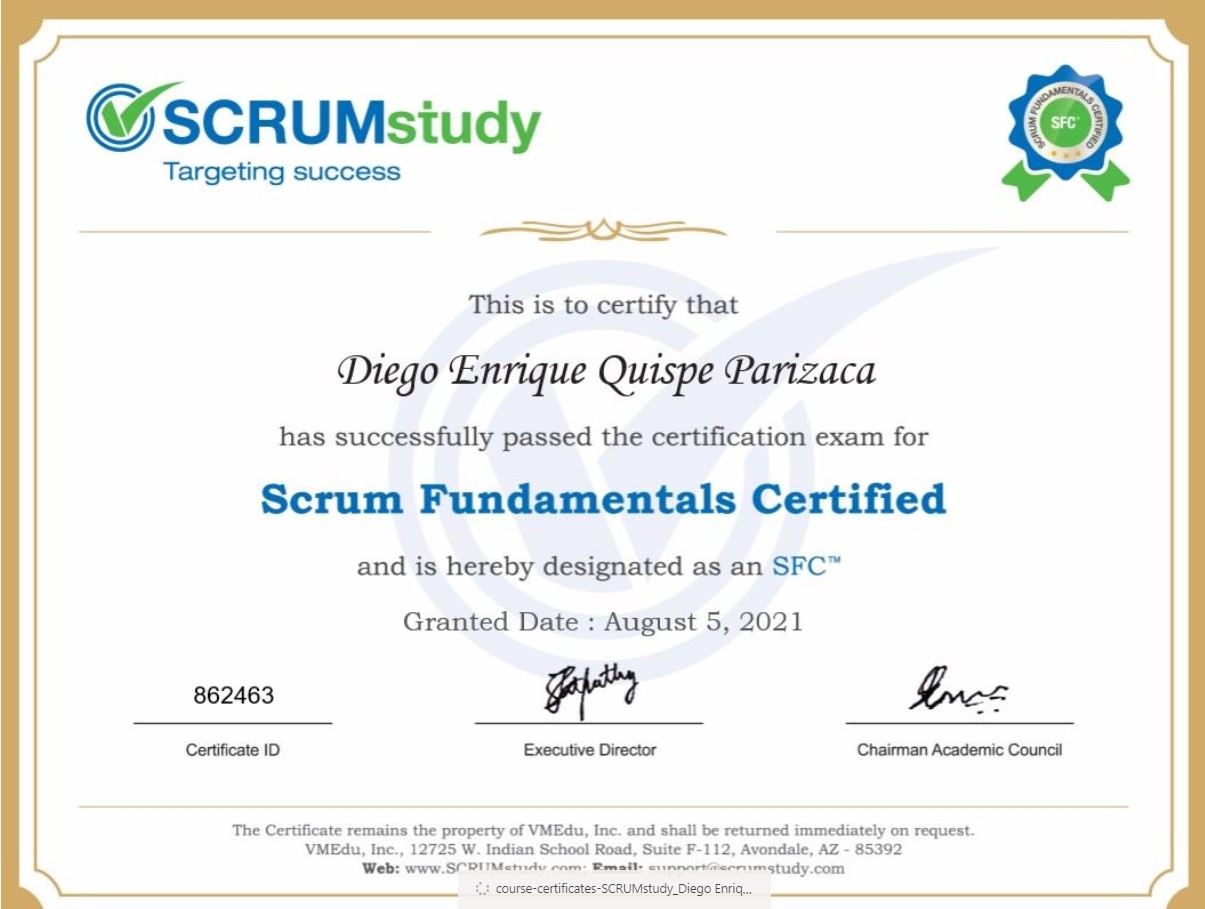 SCRUMstudy
Targeting success
SCRUM FUNDAMENTALS CERTIFIED
SFC
This is to certify that
Diego Enrique Quispe Parizaca
has successfully passed the certification exam for
Scrum Fundamentals Certified
and is hereby designated as an SFC™
Granted Date : August 5, 2021
862463
Certificate ID
Executive Director
Chairman Academic Council
The Certificate remains the property of VMEdu, Inc. and shall be returned immediately on request.
VMEdu, Inc., 12725 W. Indian School Road, Suite F-112, Avondale, AZ - 85392
Web: www.SCRUMstudy.com; Email: support@scrumstudy.com
course-certificates-SCRUMstudy_Diego Enriq...